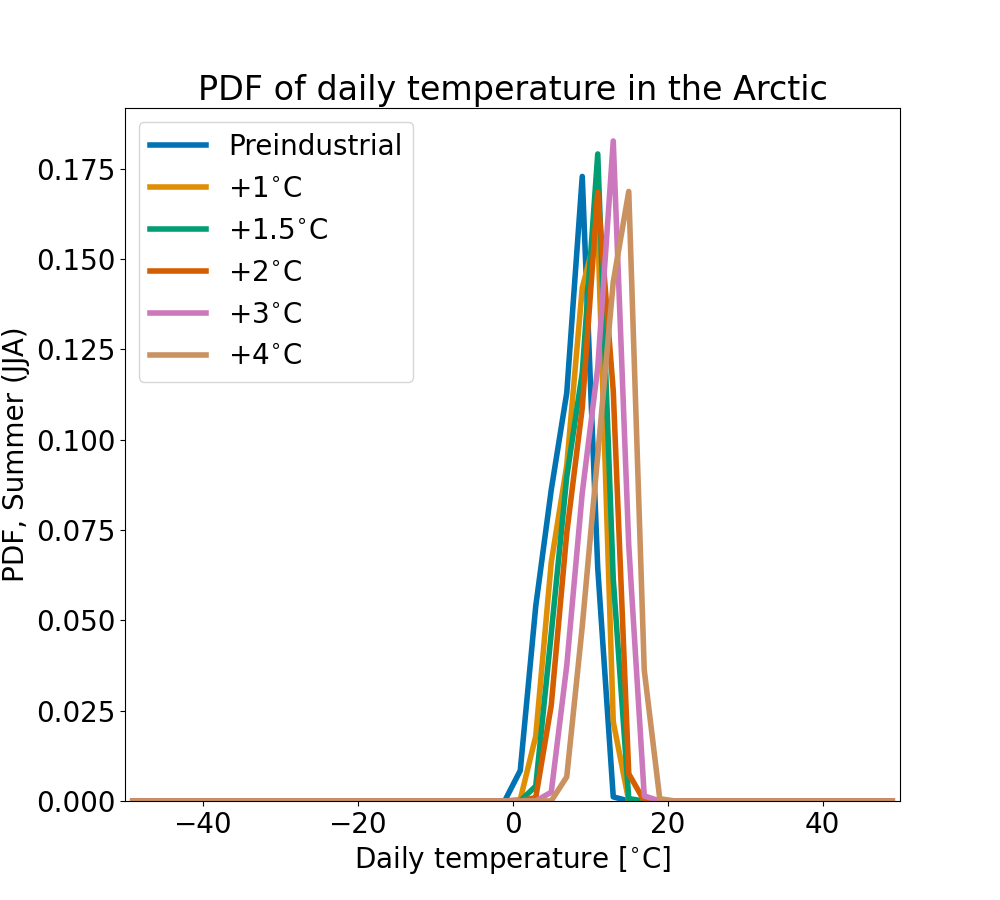 PDF of daily temperature in the Arctic
Preindustrial
+1°C
+1.5°C
+2°C
+3°C
+4°C
0.175
0.150
0.125
0.100
0.075
0.050
0.025
0.000
PDF, Summer (JJA)
−40
−20
0
20
40
Daily temperature [°C]